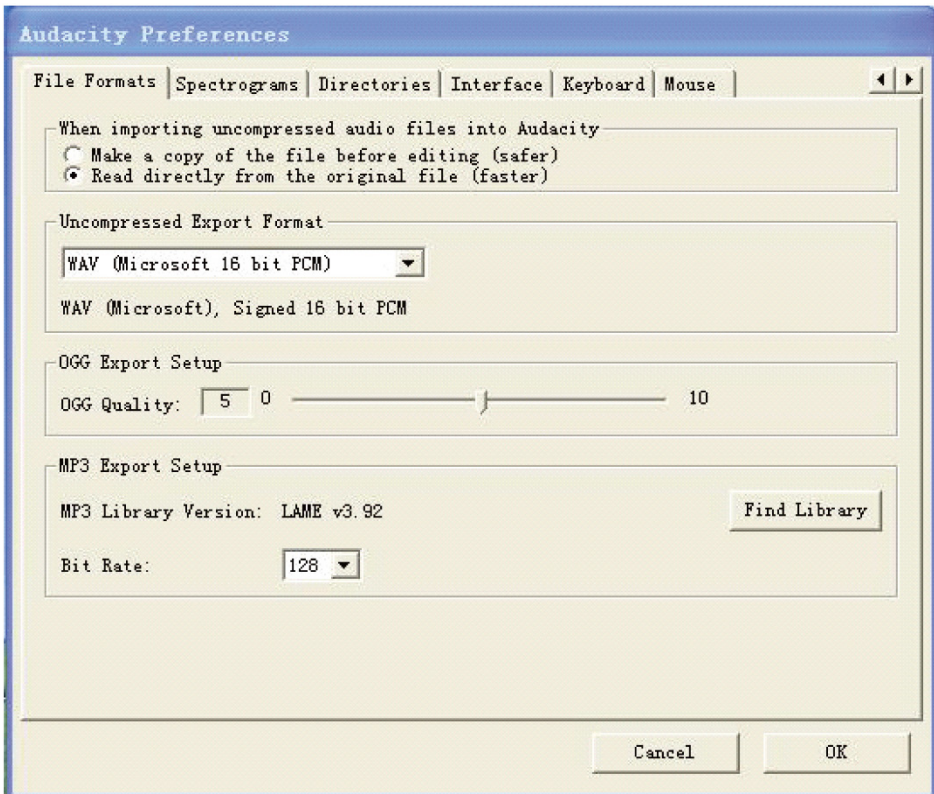 Audacity Preferences
File Formats Spectrograms Directories Interface Keyboard Mouse
When importing uncompressed audio files into Audacity
Make a copy of the file before editing (safer)
Read directly from the original file (faster)
Uncompressed Export Format
WAV (Microsoft 16 bit PCM)
WAV (Microsoft), Signed 16 bit PCM
OGG Export Setup
OGG Quality: 5 0 10
MP3 Export Setup
MP3 Library Version: LAME v3.92 Find Library
Bit Rate: 128
Cancel OK